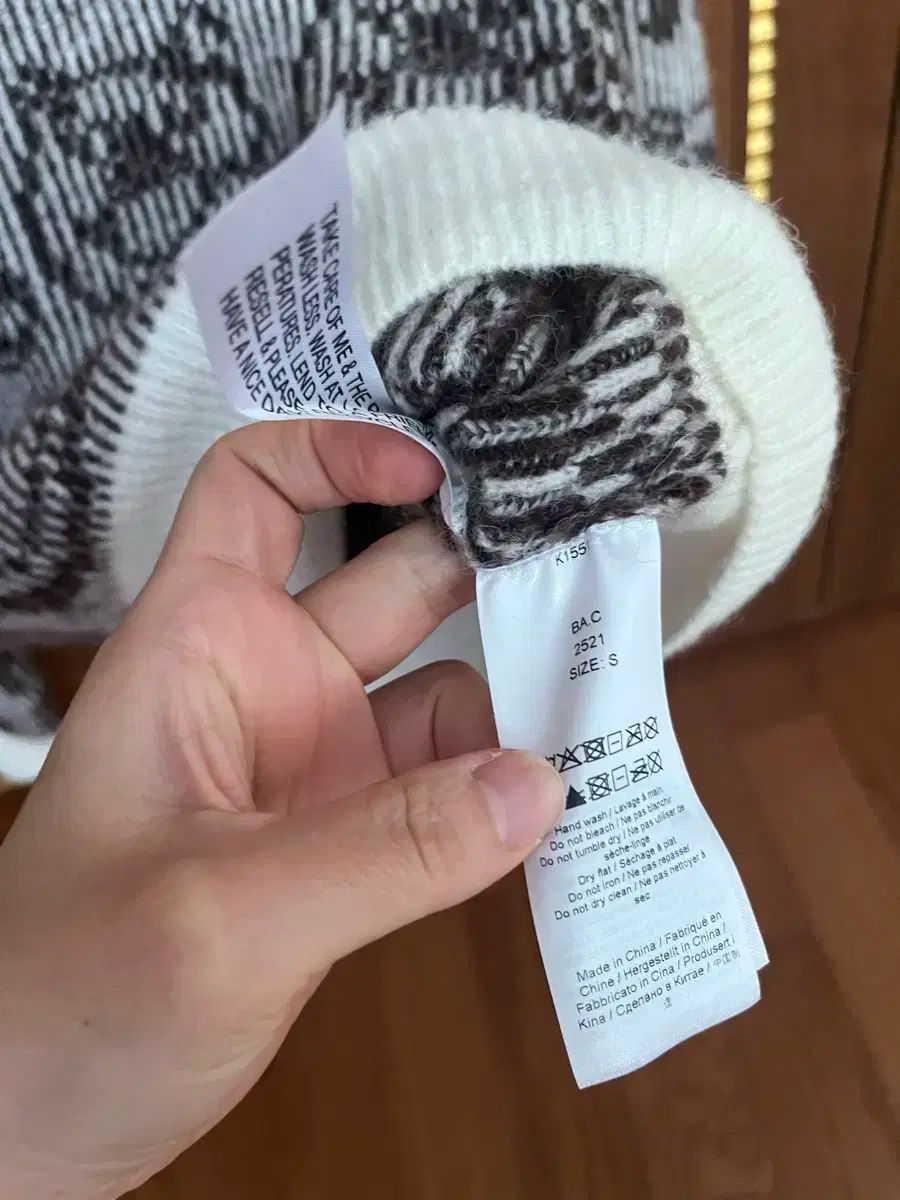 TAKE CARE OF ME & THE
WASH LESS, WASH AT
PERATURES, LEND
RESELL & PLEASE
HAVE A NICE
K155
BA.C
2521
SIZE: S
Hand wash / Lavage à main
Do not bleach / Ne pas blanchir
Do not tumble dry / Ne pas utiliser de
sèche-linge
Dry flat / Séchage à plat
Do not iron / Ne pas repasser
Do not dry clean / Ne pas nettoyer à
sec
Made in China / Fabriqué en
Chine / Hergestellt in China /
Fabbricato in Cina / Produsert i
Kina / Сделано в Китае / 中国制
造